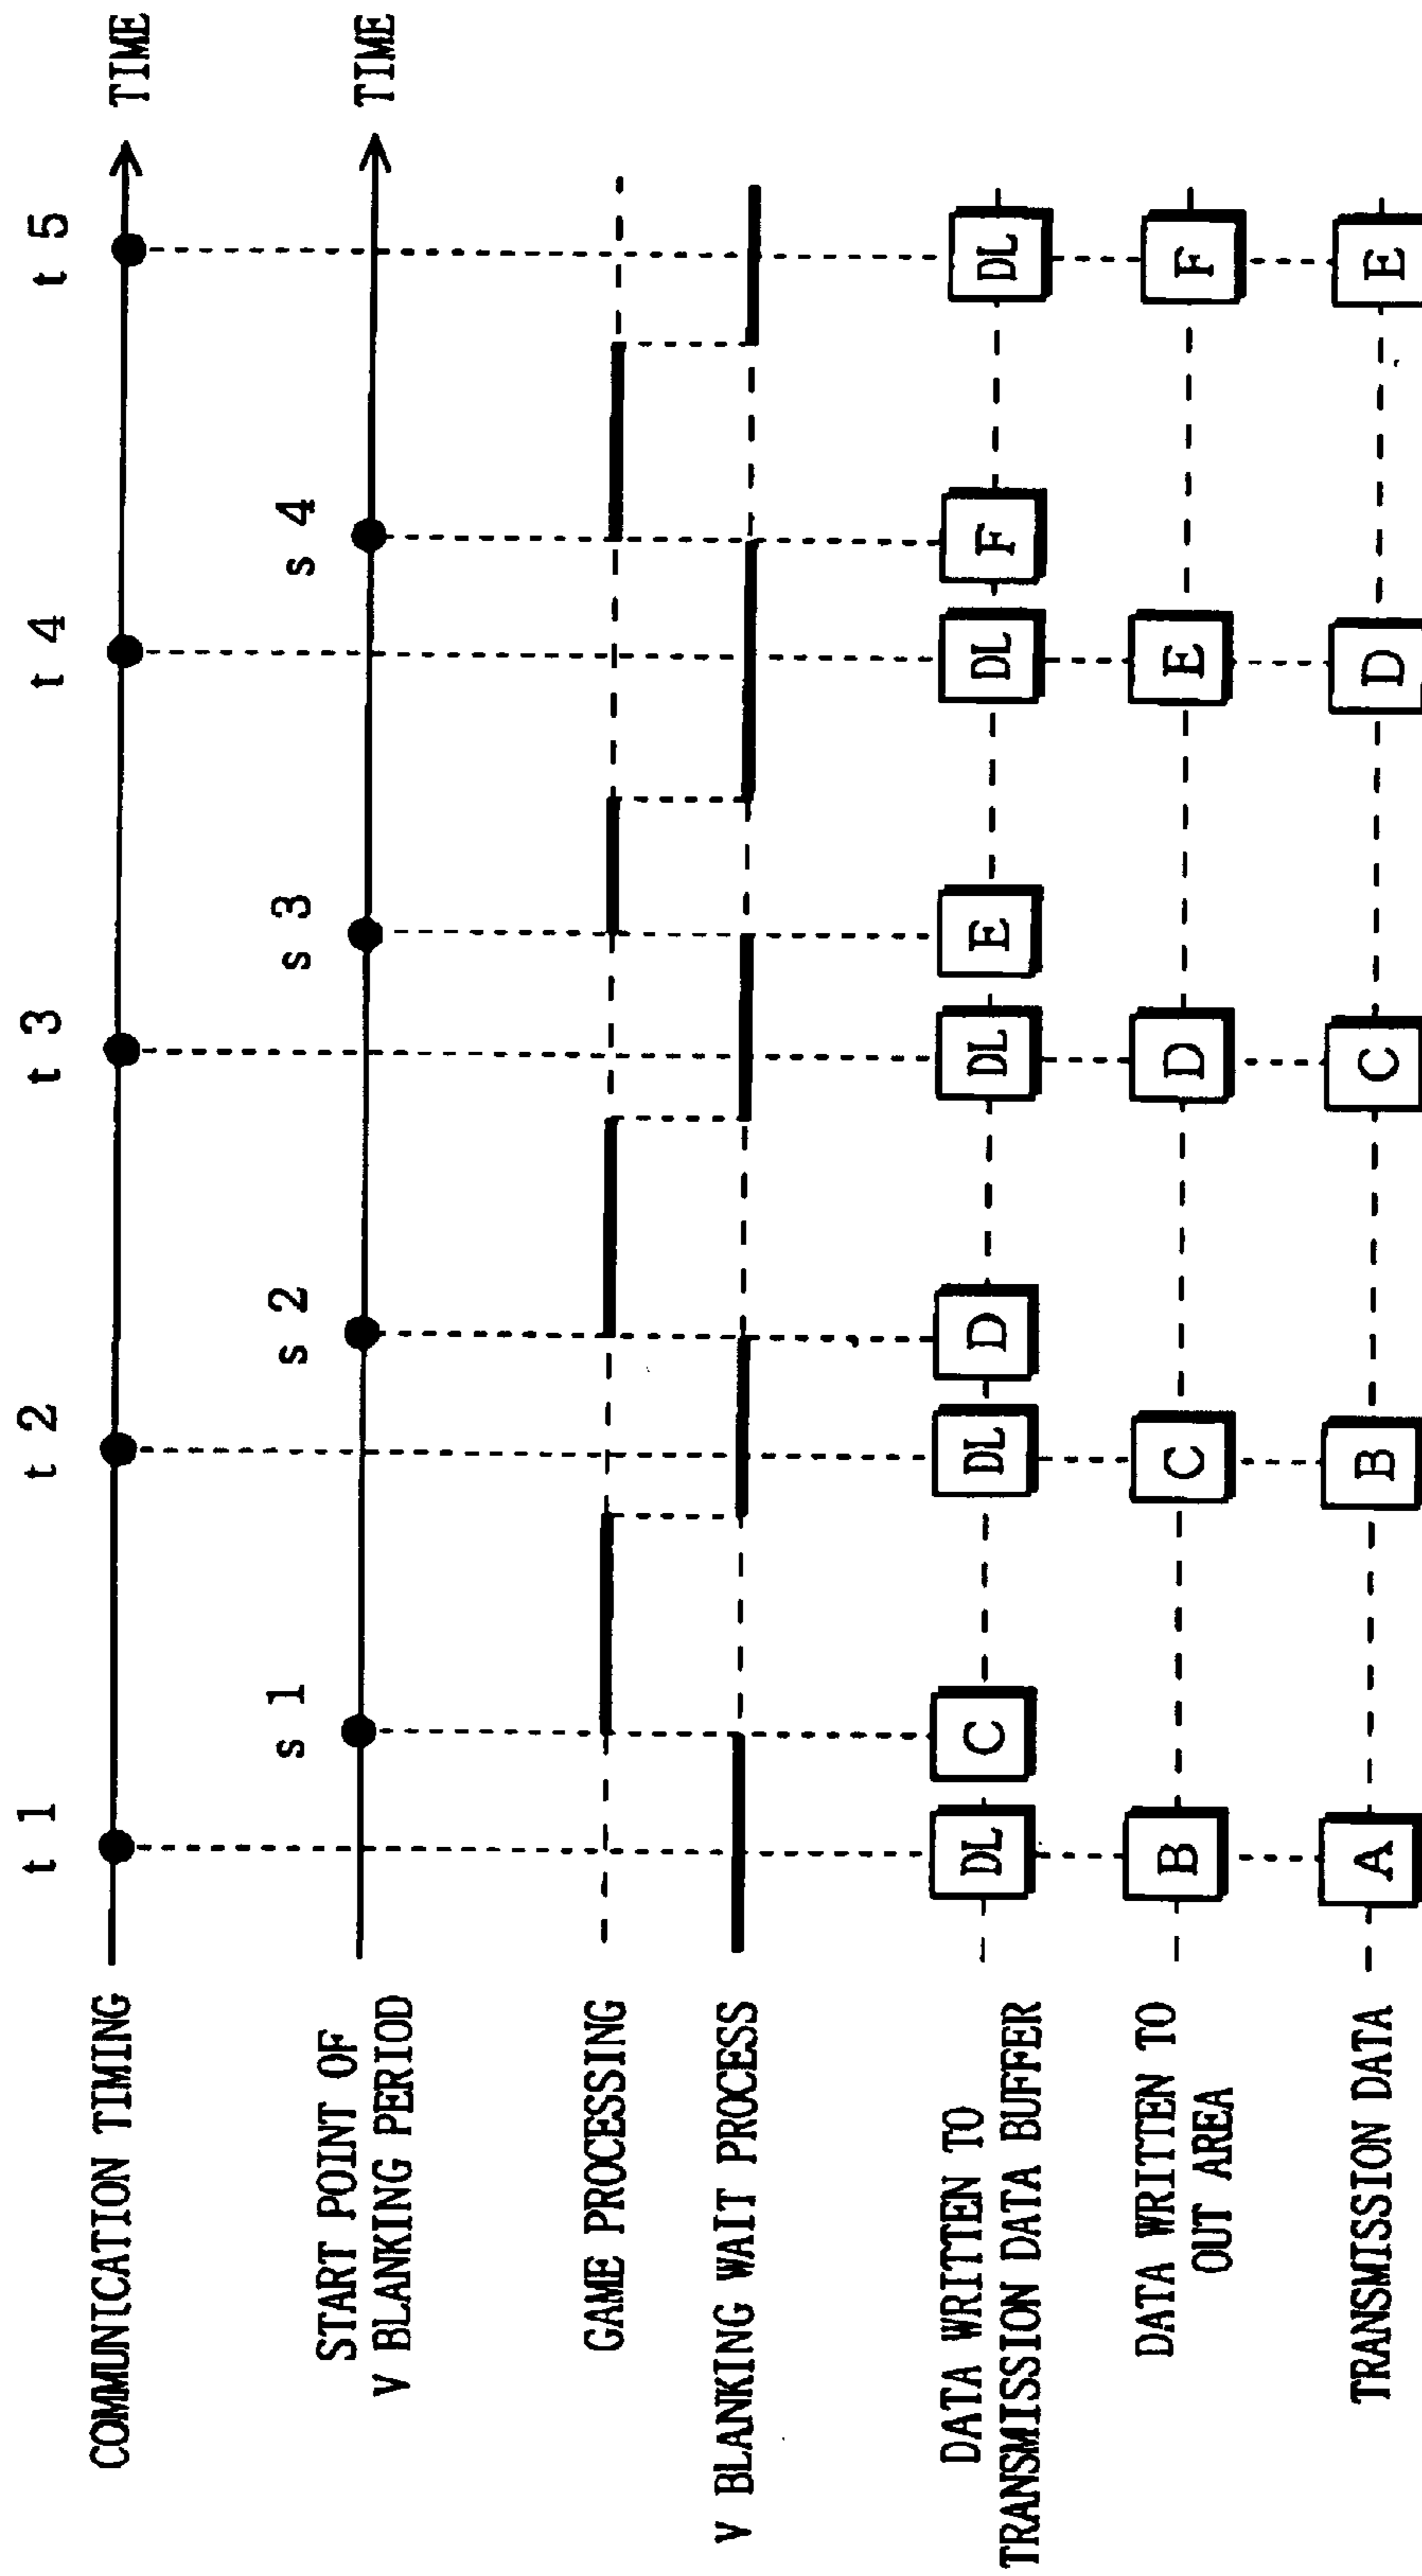 COMMUNICATION TIMING
t 1
t 2
t 3
t 4
t 5
TIME
START POINT OF
V BLANKING PERIOD
s 1
s 2
s 3
s 4
TIME
GAME PROCESSING
V BLANKING WAIT PROCESS
DATA WRITTEN TO
TRANSMISSION DATA BUFFER
DL
C
DL
D
DL
E
DL
F
DL
DATA WRITTEN TO
OUT AREA
B
C
D
E
F
TRANSMISSION DATA
A
B
C
D
E